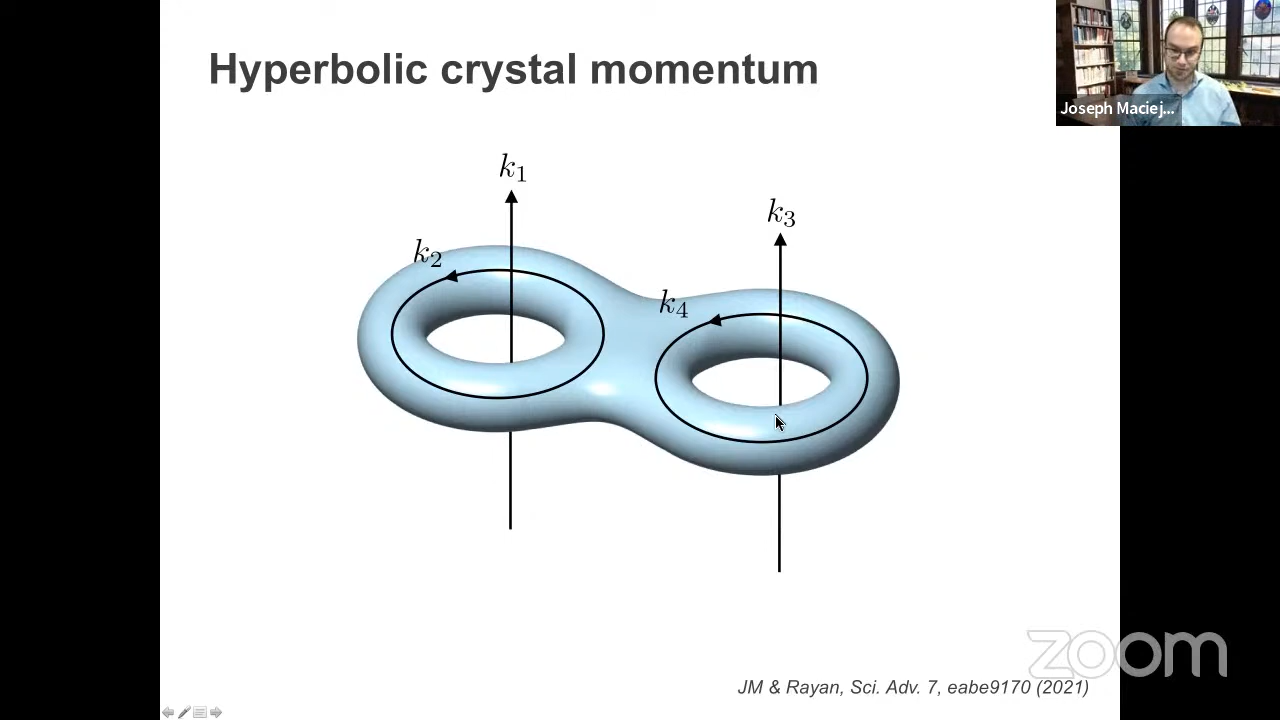 Hyperbolic crystal momentum
Joseph Maciej...
k1
k3
k2
k4
zoom
JM & Rayan, Sci. Adv. 7, eabe9170 (2021)